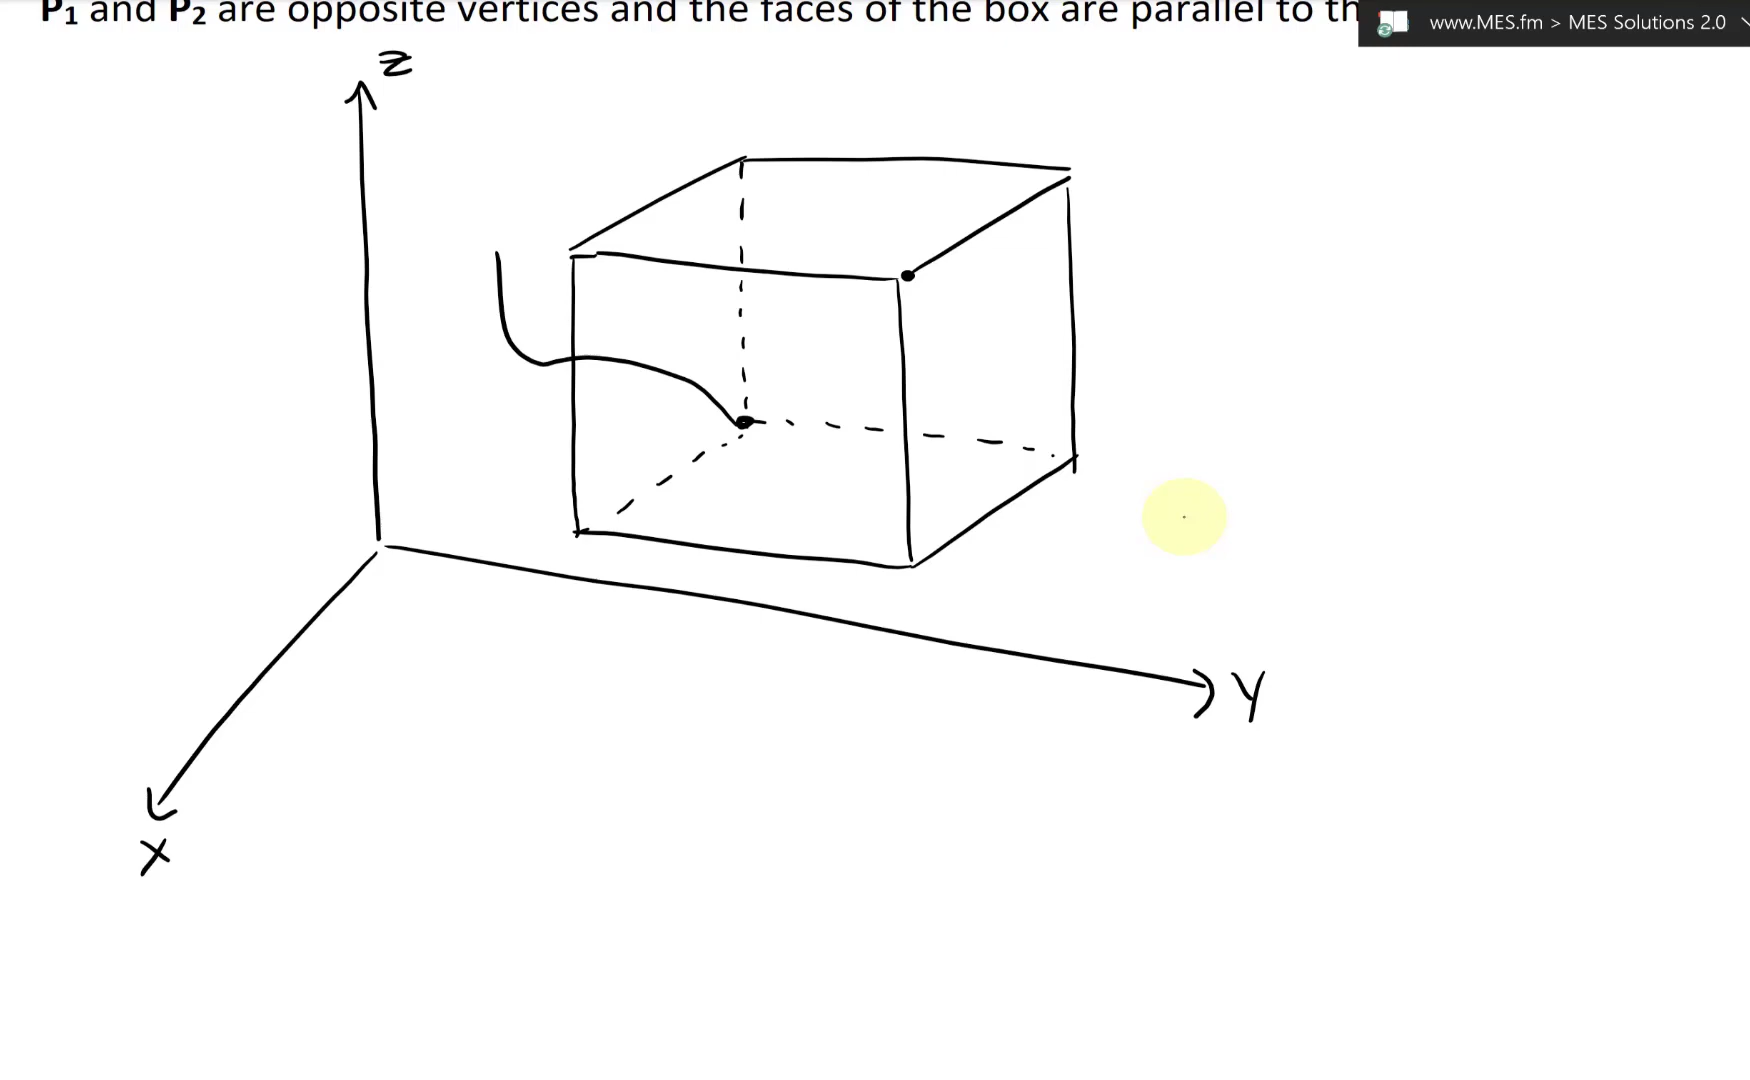 P₁ and P₂ are opposite vertices and the faces of the box are parallel to th
www.MES.fm > MES Solutions 2.0
Z
Y
X